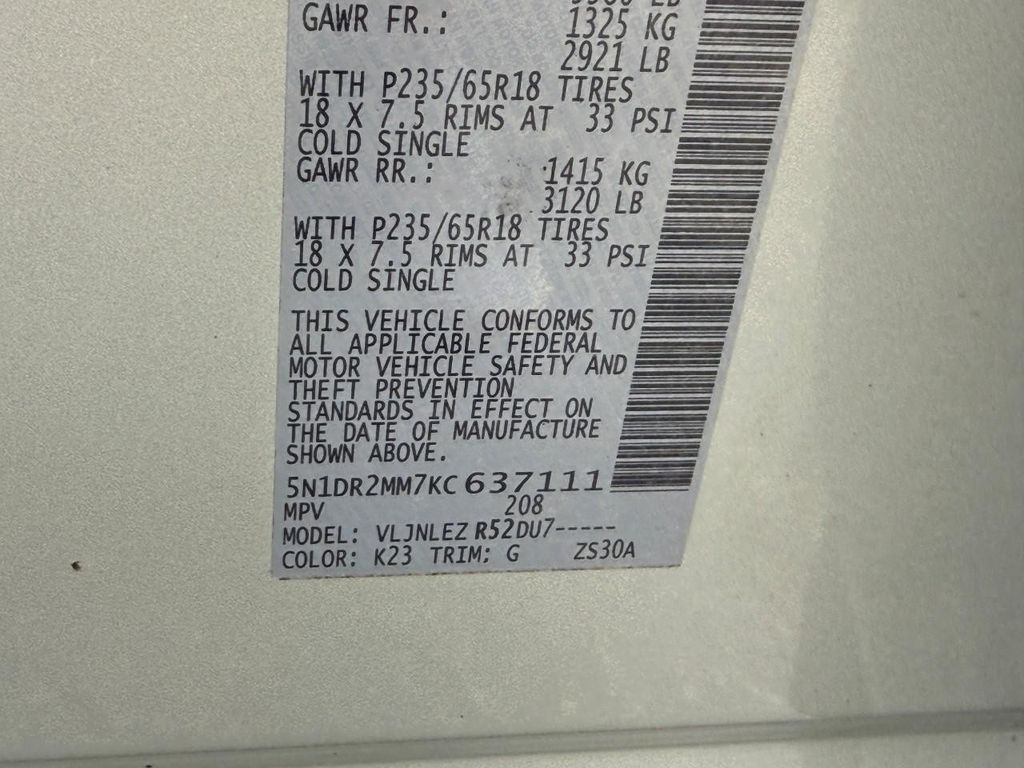 GAWR FR.: 1325 KG
2921 LB
WITH P235/65R18 TIRES
18 X 7.5 RIMS AT 33 PSI
COLD SINGLE
GAWR RR.: 1415 KG
3120 LB
WITH P235/65R18 TIRES
18 X 7.5 RIMS AT 33 PSI
COLD SINGLE
THIS VEHICLE CONFORMS TO
ALL APPLICABLE FEDERAL
MOTOR VEHICLE SAFETY AND
THEFT PREVENTION
STANDARDS IN EFFECT ON
THE DATE OF MANUFACTURE
SHOWN ABOVE.
5N1DR2MM7KC 637111
MPV 208
MODEL: VLJNLEZ R52DU7-----
COLOR: K23 TRIM: G ZS30A